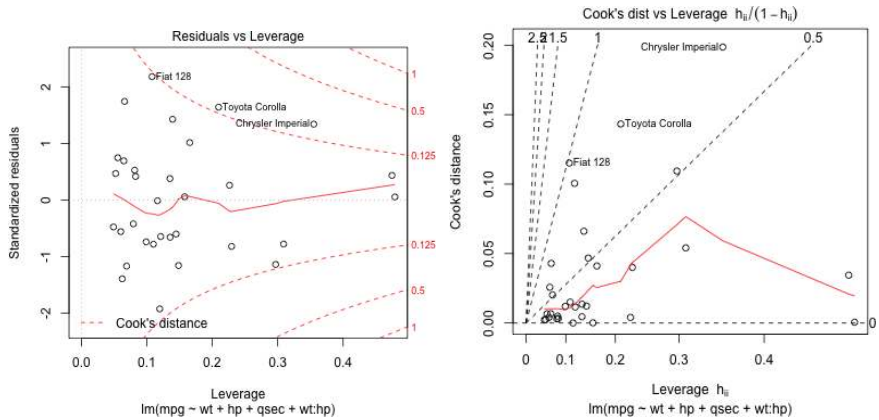 Residuals vs Leverage
Fiat 128
Toyota Corolla
Chrysler Imperial
1
0.5
0.125
0.125
0.5
1
2
1
0
-1
-2
Standardized residuals
Cook's distance
0.0 0.1 0.2 0.3 0.4
Leverage
lm(mpg ~ wt + hp + qsec + wt:hp)
Cook's dist vs Leverage hii/(1 − hii)
1.5
1
0.5
Chrysler Imperial
Toyota Corolla
Fiat 128
0
0.20
0.15
0.10
0.05
0.00
Cook's distance
0 0.1 0.2 0.3 0.4
Leverage hii
lm(mpg ~ wt + hp + qsec + wt:hp)